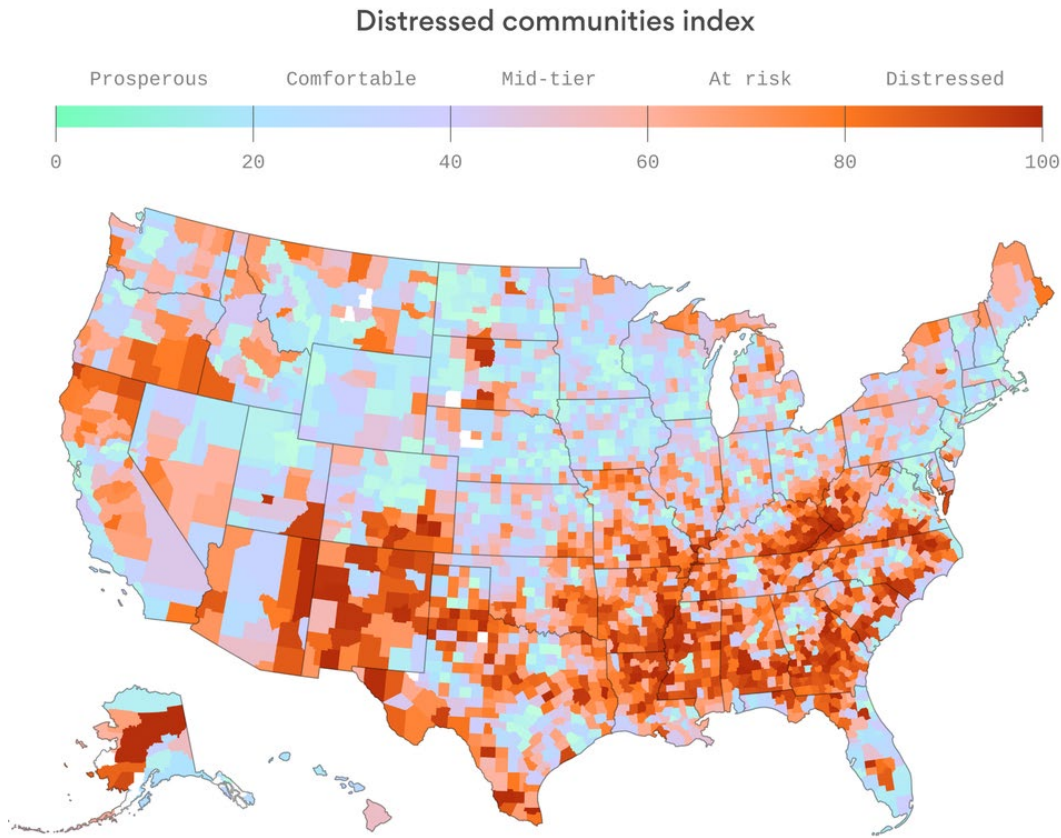 Distressed communities index
Prosperous Comfortable Mid-tier At risk Distressed
0 20 40 60 80 100